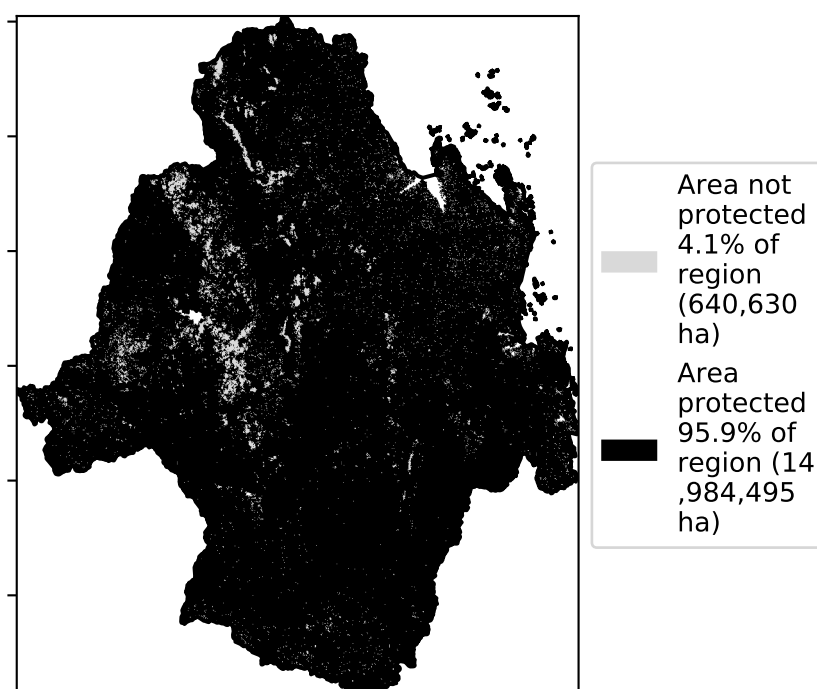 Area not
protected
4.1% of
region
(640,630
ha)
Area
protected
95.9% of
region (14
,984,495
ha)